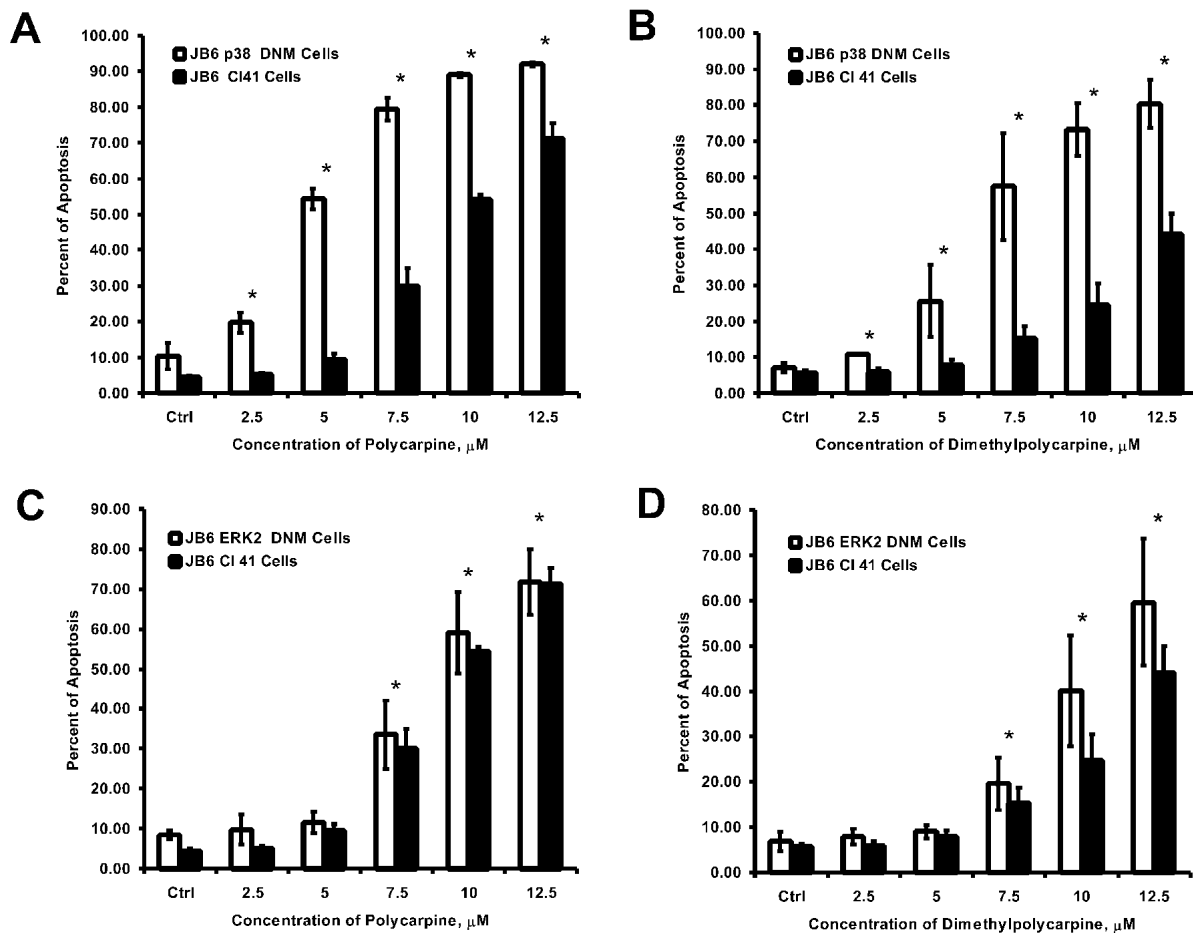 A
100.00
90.00
80.00
70.00
60.00
50.00
40.00
30.00
20.00
10.00
0.00
Percent of Apoptosis
JB6 p38 DNM Cells
JB6 Cl41 Cells
*
*
*
*
*
Ctrl 2.5 5 7.5 10 12.5
Concentration of Polycarpine, μM
B
100.00
90.00
80.00
70.00
60.00
50.00
40.00
30.00
20.00
10.00
0.00
Percent of Apoptosis
JB6 p38 DNM Cells
JB6 Cl 41 Cells
*
*
*
*
*
Ctrl 2.5 5 7.5 10 12.5
Concentration of Dimethylpolycarpine, μM
C
90.00
80.00
70.00
60.00
50.00
40.00
30.00
20.00
10.00
0.00
Percent of Apoptosis
JB6 ERK2 DNM Cells
JB6 Cl 41 Cells
*
*
*
Ctrl 2.5 5 7.5 10 12.5
Concentration of Polycarpine, μM
D
80.00
70.00
60.00
50.00
40.00
30.00
20.00
10.00
0.00
Percent of Apoptosis
JB6 ERK2 DNM Cells
JB6 Cl 41 Cells
*
*
*
Ctrl 2.5 5 7.5 10 12.5
Concentration of Dimethylpolycarpine, μM